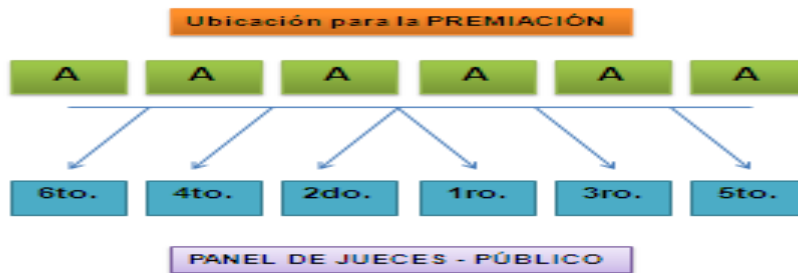 Ubicación para la PREMIACIÓN
A A A A A A
6to. 4to. 2do. 1ro. 3ro. 5to.
PANEL DE JUECES - PÚBLICO